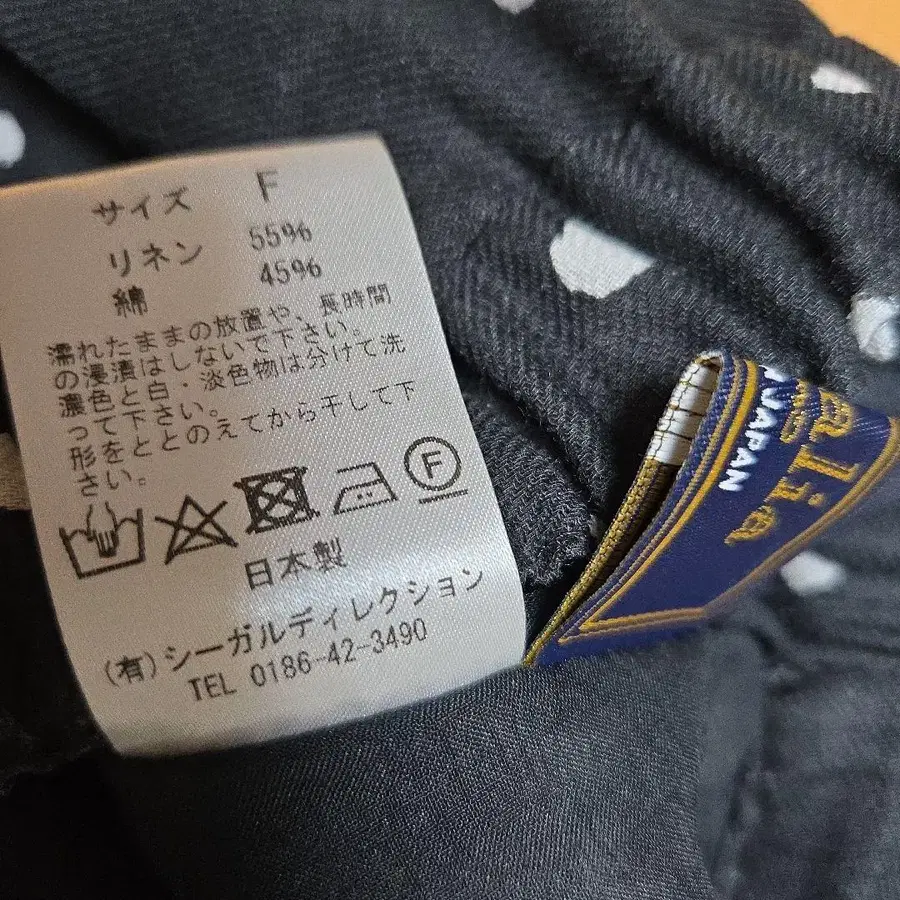 サイズ F
リネン 55%
綿 45%
濡れたままの放置や、長時間
の浸漬はしないで下さい。
濃色と白・淡色物は分けて洗
って下さい。
形をととのえてから干して下
さい。
F
日本製
(有)シーガルディレクション
TEL 0186-42-3490
JAPAN